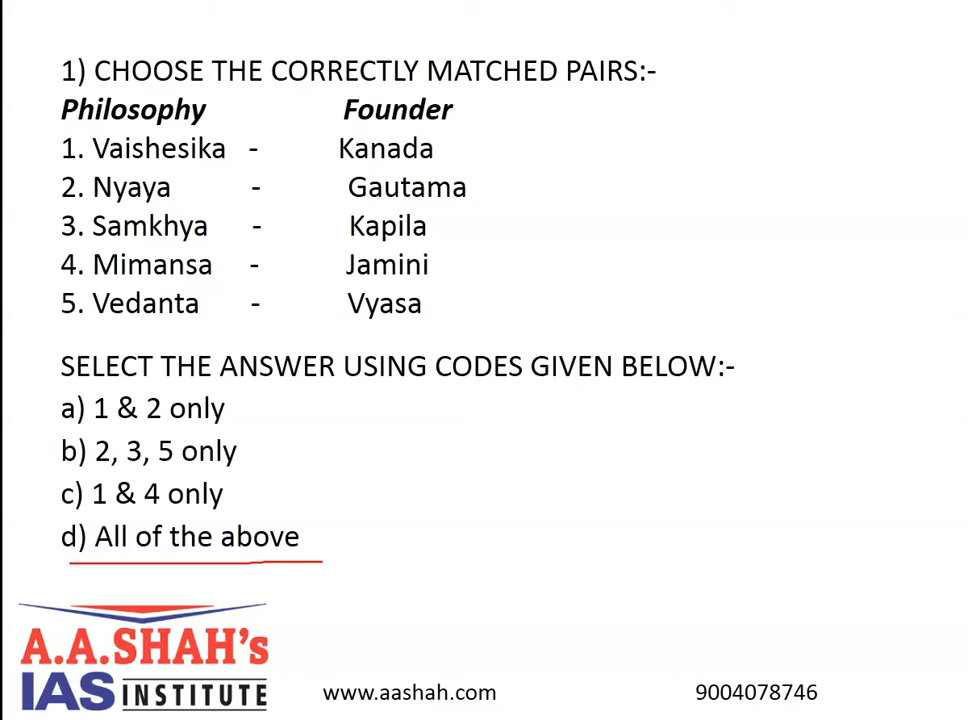 1) CHOOSE THE CORRECTLY MATCHED PAIRS:-
Philosophy Founder
1. Vaishesika - Kanada
2. Nyaya - Gautama
3. Samkhya - Kapila
4. Mimansa - Jamini
5. Vedanta - Vyasa
SELECT THE ANSWER USING CODES GIVEN BELOW:-
a) 1 & 2 only
b) 2, 3, 5 only
c) 1 & 4 only
d) All of the above
A.A.SHAH's
IAS INSTITUTE
www.aashah.com 9004078746